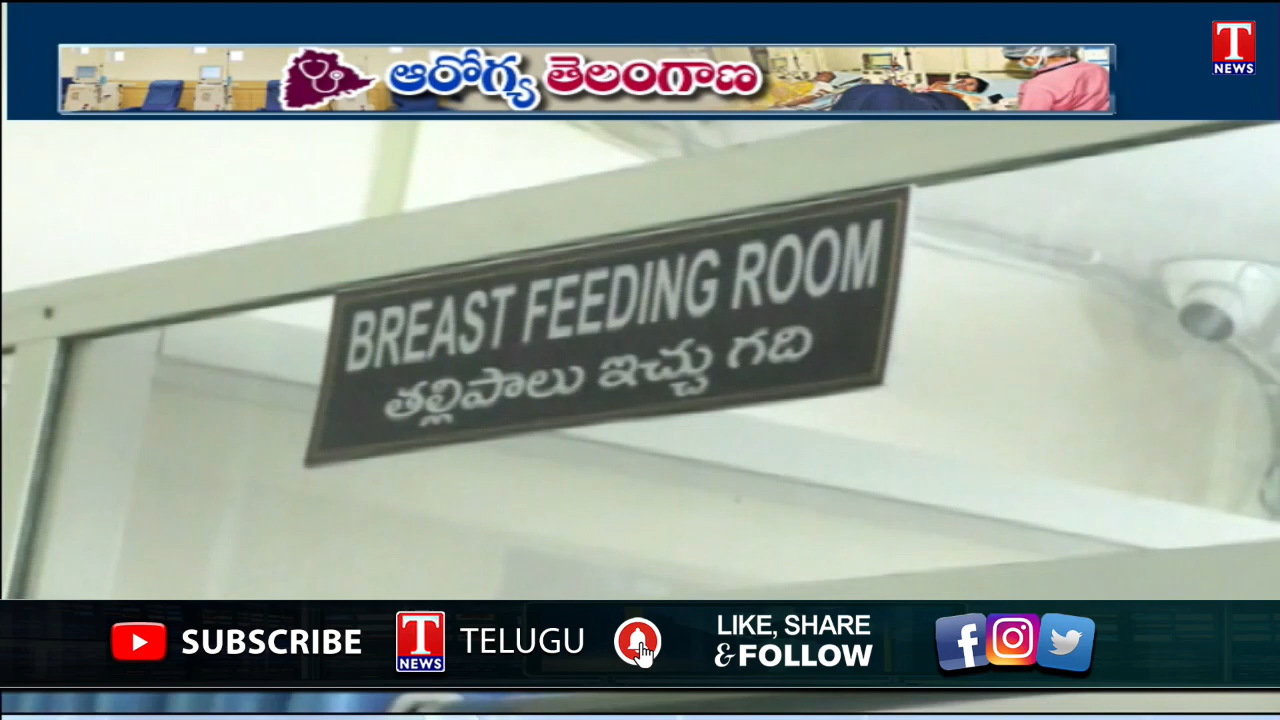 ఆరోగ్య తెలంగాణ
T
NEWS
BREAST FEEDING ROOM
తల్లిపాలు ఇచ్చు గది
SUBSCRIBE
T
NEWS
TELUGU
LIKE, SHARE
& FOLLOW